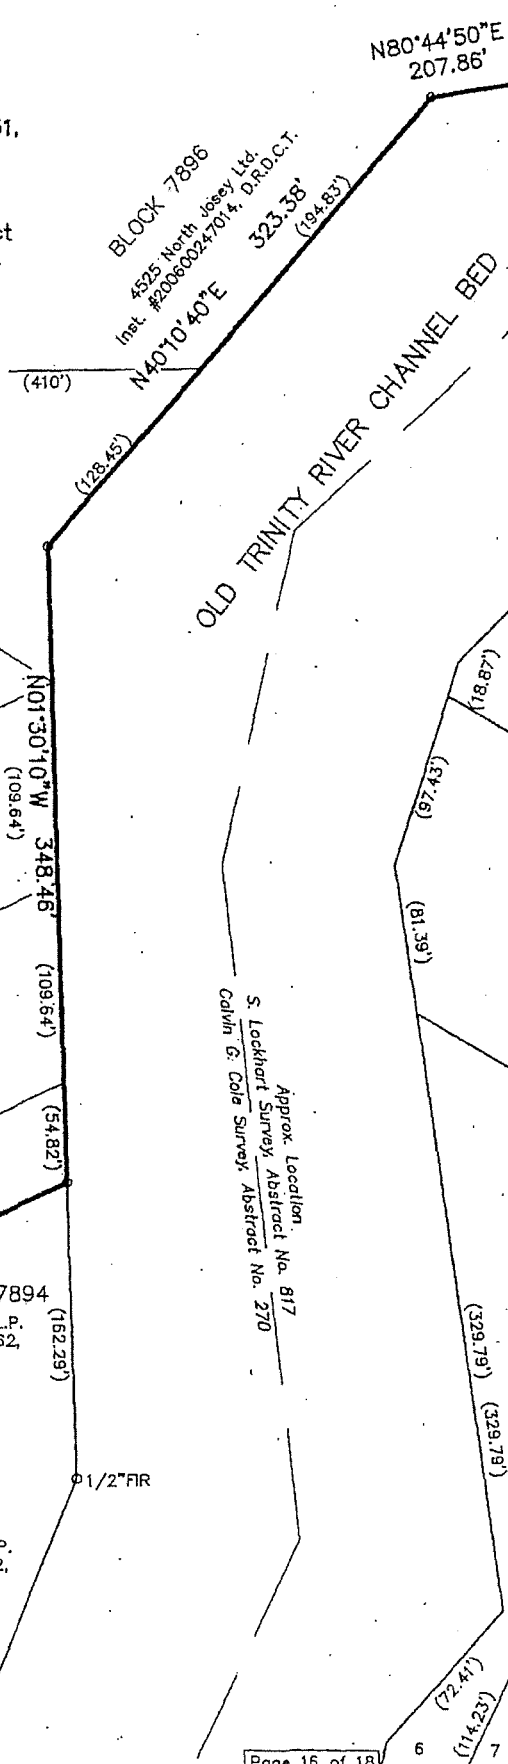 N80°44'50"E
207.86'
BLOCK 7896
4525 North Josey Ltd.
Inst. #200600247014, D.R.D.C.T.
323.38'
(194.83')
N40°10'40"E
(410')
(128.45')
OLD TRINITY RIVER CHANNEL BED
(18.87')
N01°30'10"W 348.46'
(109.64')
(97.43')
(81.39')
(109.64')
Approx. Location
S. Lockhart Survey, Abstract No. 817
Calvin G. Cole Survey, Abstract No. 270
(54.82')
7894
L.P.
(162.29')
(329.79')
(329.79')
1/2"FIR
(72.41')
(114.23')
6
7
Page 16 of 18